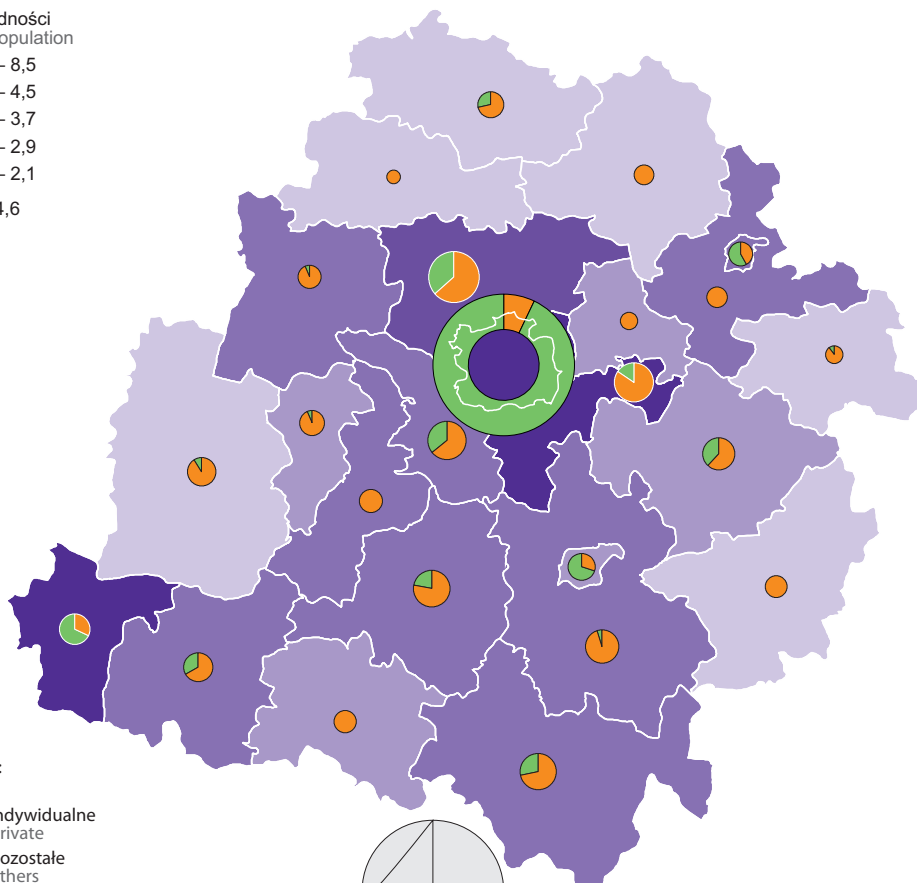 dności
opulation
– 8,5
– 4,5
– 3,7
– 2,9
– 2,1
4,6
:
ndywidualne
rivate
ozostałe
thers